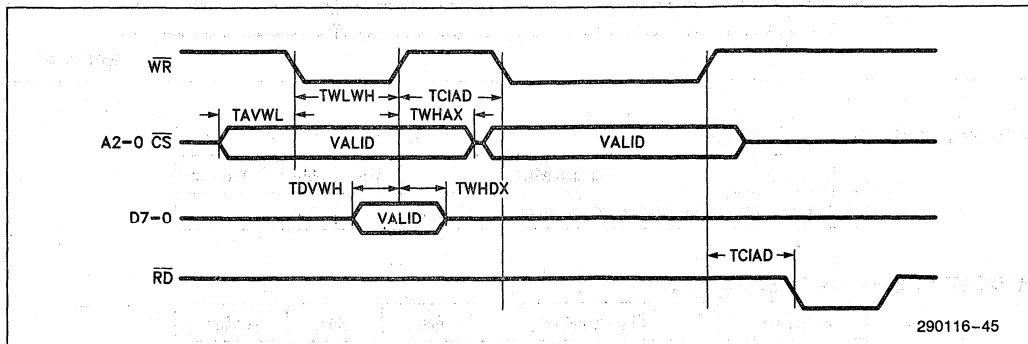 WR
TWLWH TCIAD
TAVWL TWHAX
A2-0 CS VALID VALID
TDVWH TWHDX
D7-0 VALID
TCIAD
RD
290116-45